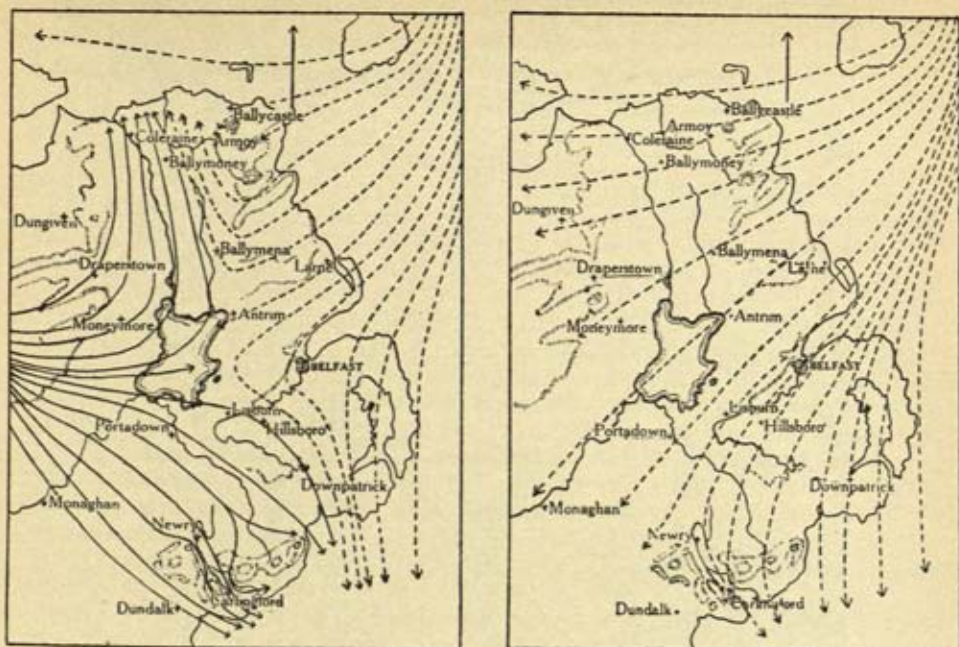 Ballycastle
Coleraine
Armoy
Ballymoney
Dungiven
Ballymena
Larne
Draperstown
Moneymore
Antrim
BELFAST
Lisburn
Hillsboro
Portadown
Downpatrick
Monaghan
Newry
Dundalk
Carlingford
Ballycastle
Armoy
Coleraine
Ballymoney
Dungiven
Ballymena
Larne
Draperstown
Moneymore
Antrim
BELFAST
Lisburn
Hillsboro
Portadown
Downpatrick
Monaghan
Newry
Dundalk
Carlingford